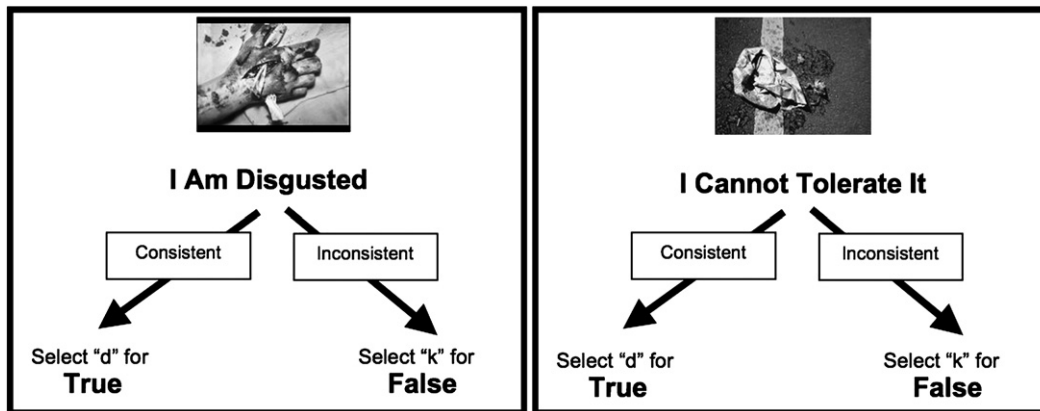 I Am Disgusted
Consistent
Inconsistent
Select “d” for
True
Select “k” for
False
I Cannot Tolerate It
Consistent
Inconsistent
Select “d” for
True
Select “k” for
False